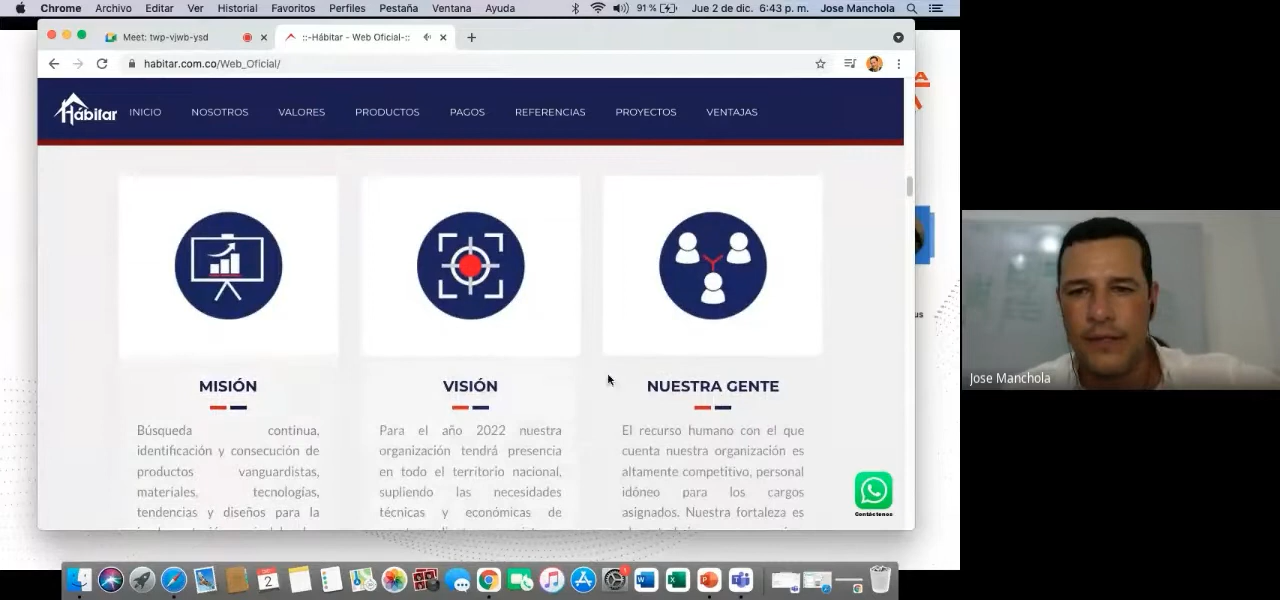 Chrome Archivo Editar Ver Historial Favoritos Perfiles Pestaña Ventana Ayuda 91 % Jue 2 de dic. 6:43 p. m. Jose Manchola
Meet: twp-vjwb-ysd ::-Hábitar - Web Oficial-::
habitar.com.co/Web_Oficial/
Hábitar INICIO NOSOTROS VALORES PRODUCTOS PAGOS REFERENCIAS PROYECTOS VENTAJAS
MISIÓN
Búsqueda continua,
identificación y consecución de
productos vanguardistas,
materiales, tecnologías,
tendencias y diseños para la
VISIÓN
Para el año 2022 nuestra
organización tendrá presencia
en todo el territorio nacional,
supliendo las necesidades
técnicas y económicas de
NUESTRA GENTE
El recurso humano con el que
cuenta nuestra organización es
altamente competitivo, personal
idóneo para los cargos
asignados. Nuestra fortaleza es
Contáctenos
us
2
1
Jose Manchola